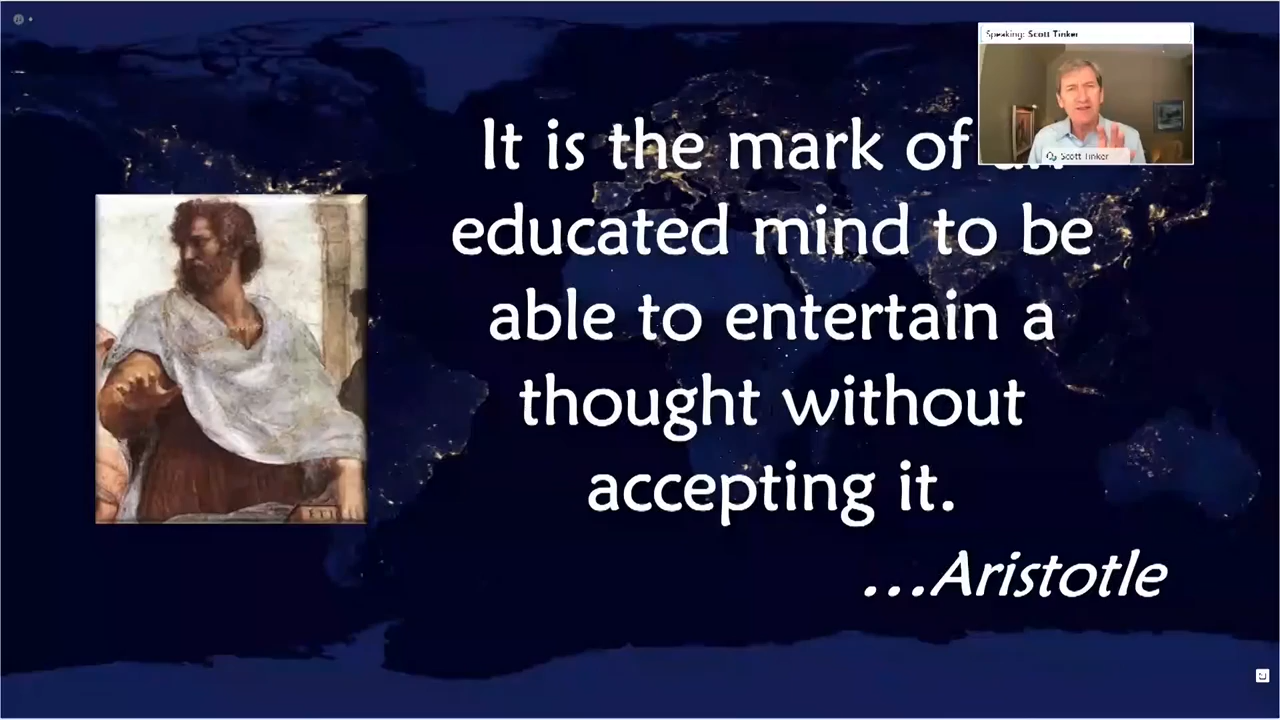 Speaking: Scott Tinker
Scott Tinker
It is the mark of
educated mind to be
able to entertain a
thought without
accepting it.
...Aristotle